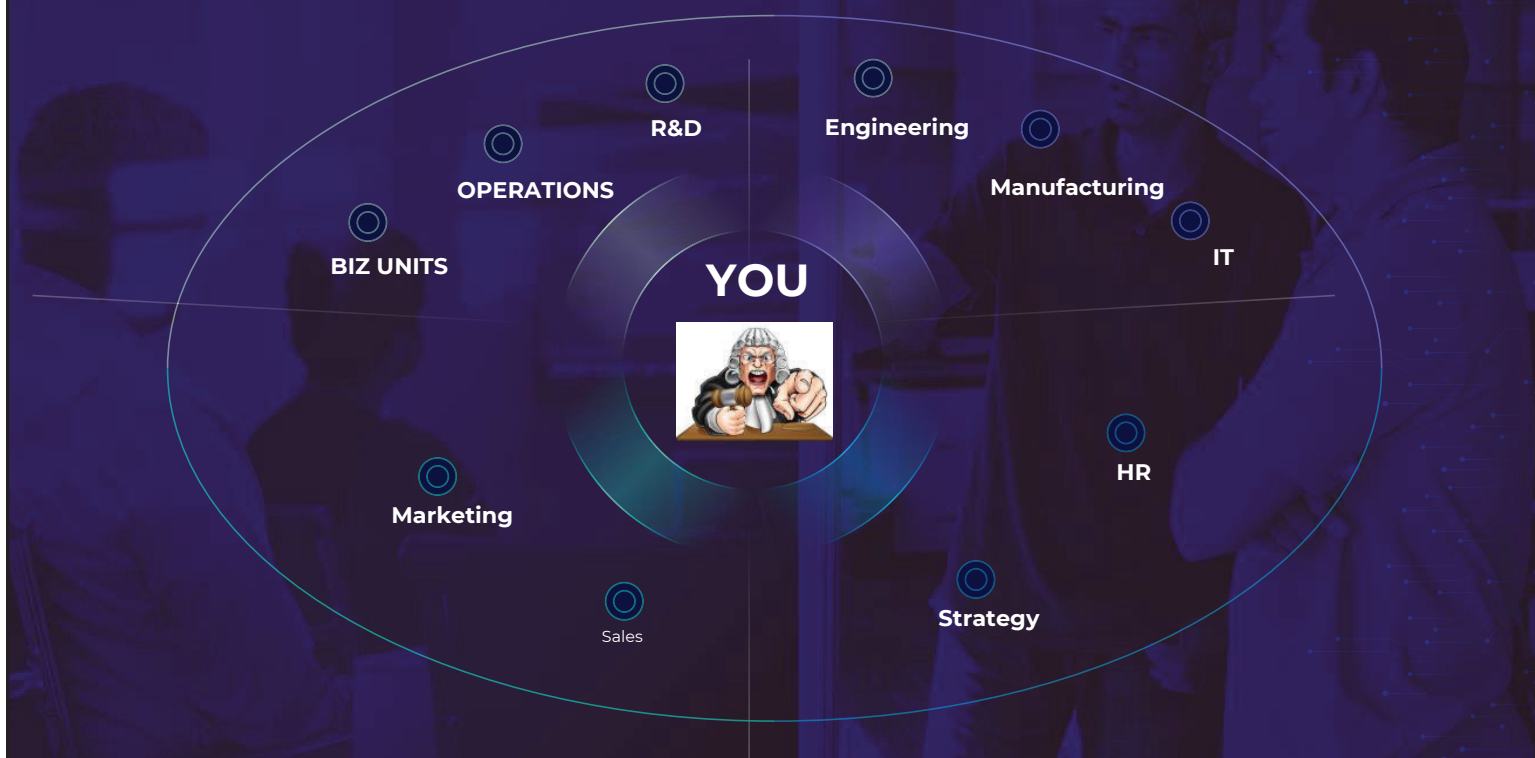 R&D
Engineering
OPERATIONS
Manufacturing
BIZ UNITS
IT
YOU
HR
Marketing
Strategy
Sales